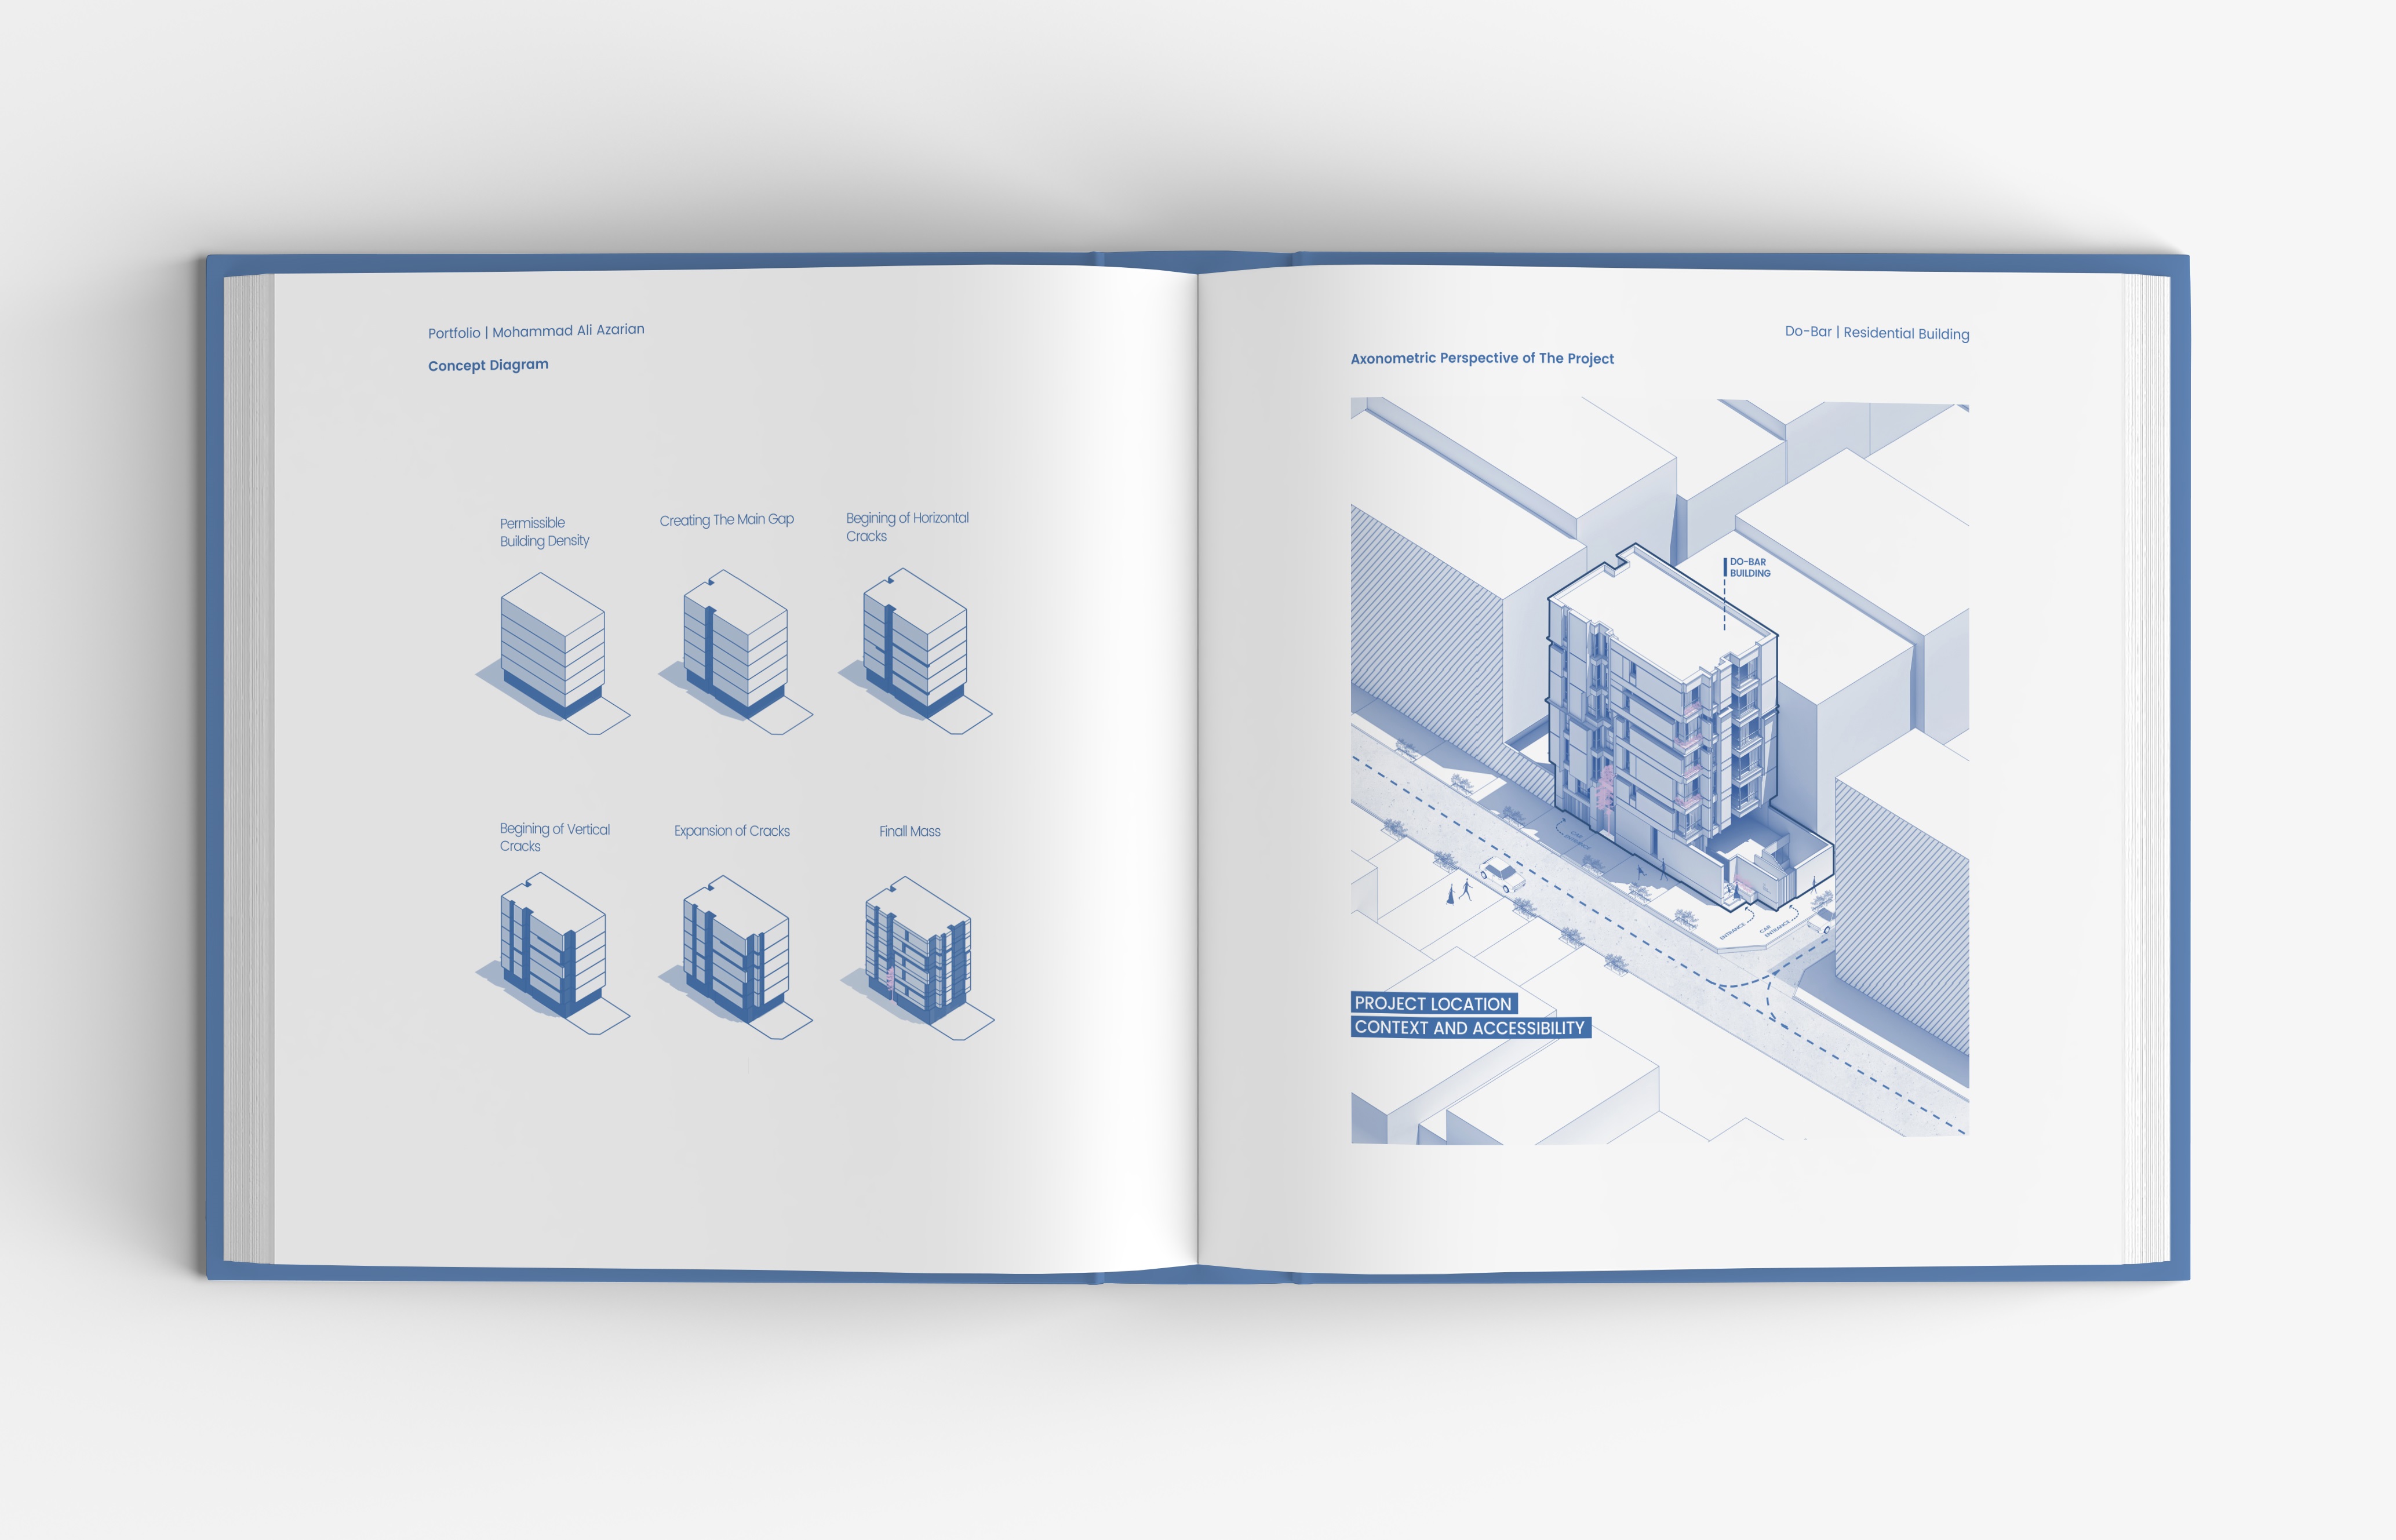 Portfolio | Mohammad Ali Azarian
Concept Diagram
Permissible
Building Density
Creating The Main Gap
Begining of Horizontal
Cracks
Begining of Vertical
Cracks
Expansion of Cracks
Finall Mass
Do-Bar | Residential Building
Axonometric Perspective of The Project
DO-BAR
BUILDING
CAR
ENTRANCE
ENTRANCE
CAR
ENTRANCE
PROJECT LOCATION
CONTEXT AND ACCESSIBILITY